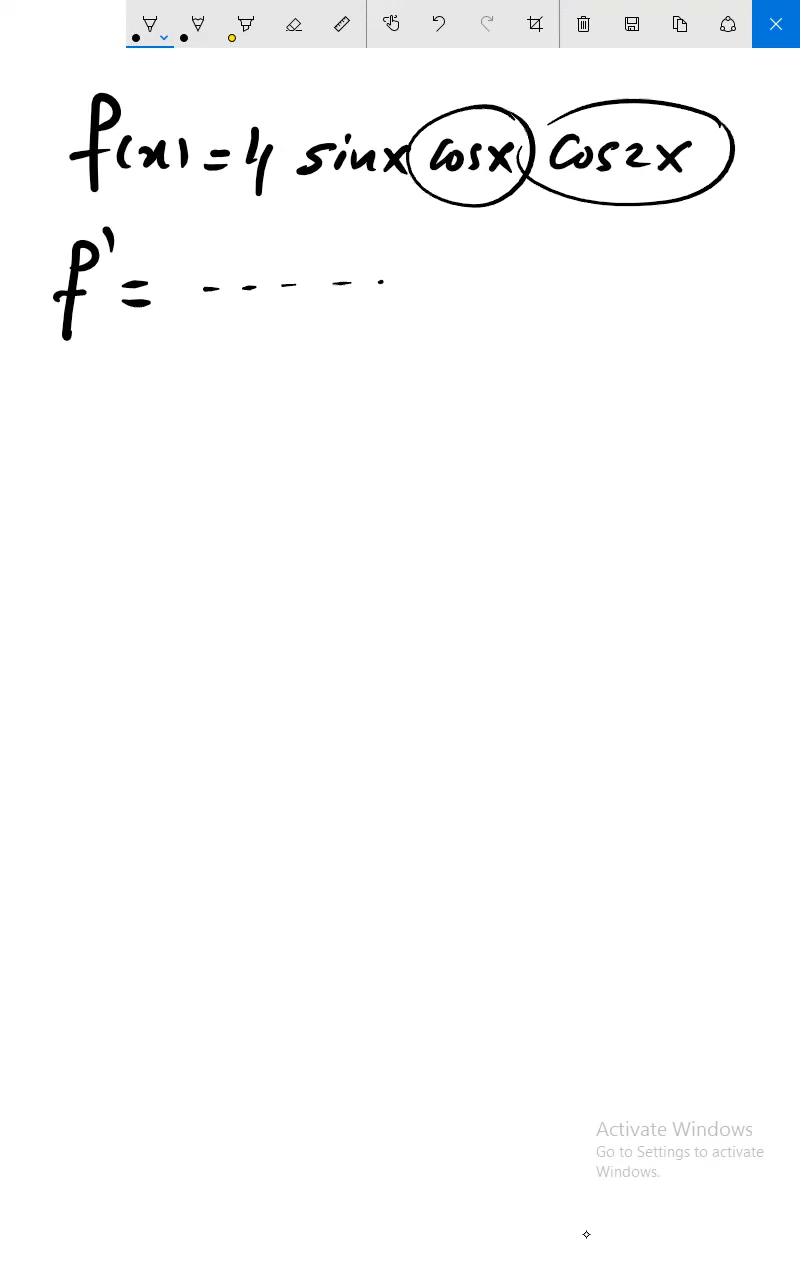 f(x) = 4 sinx cosx cos2x
f' = - - - - .
Activate Windows
Go to Settings to activate
Windows.